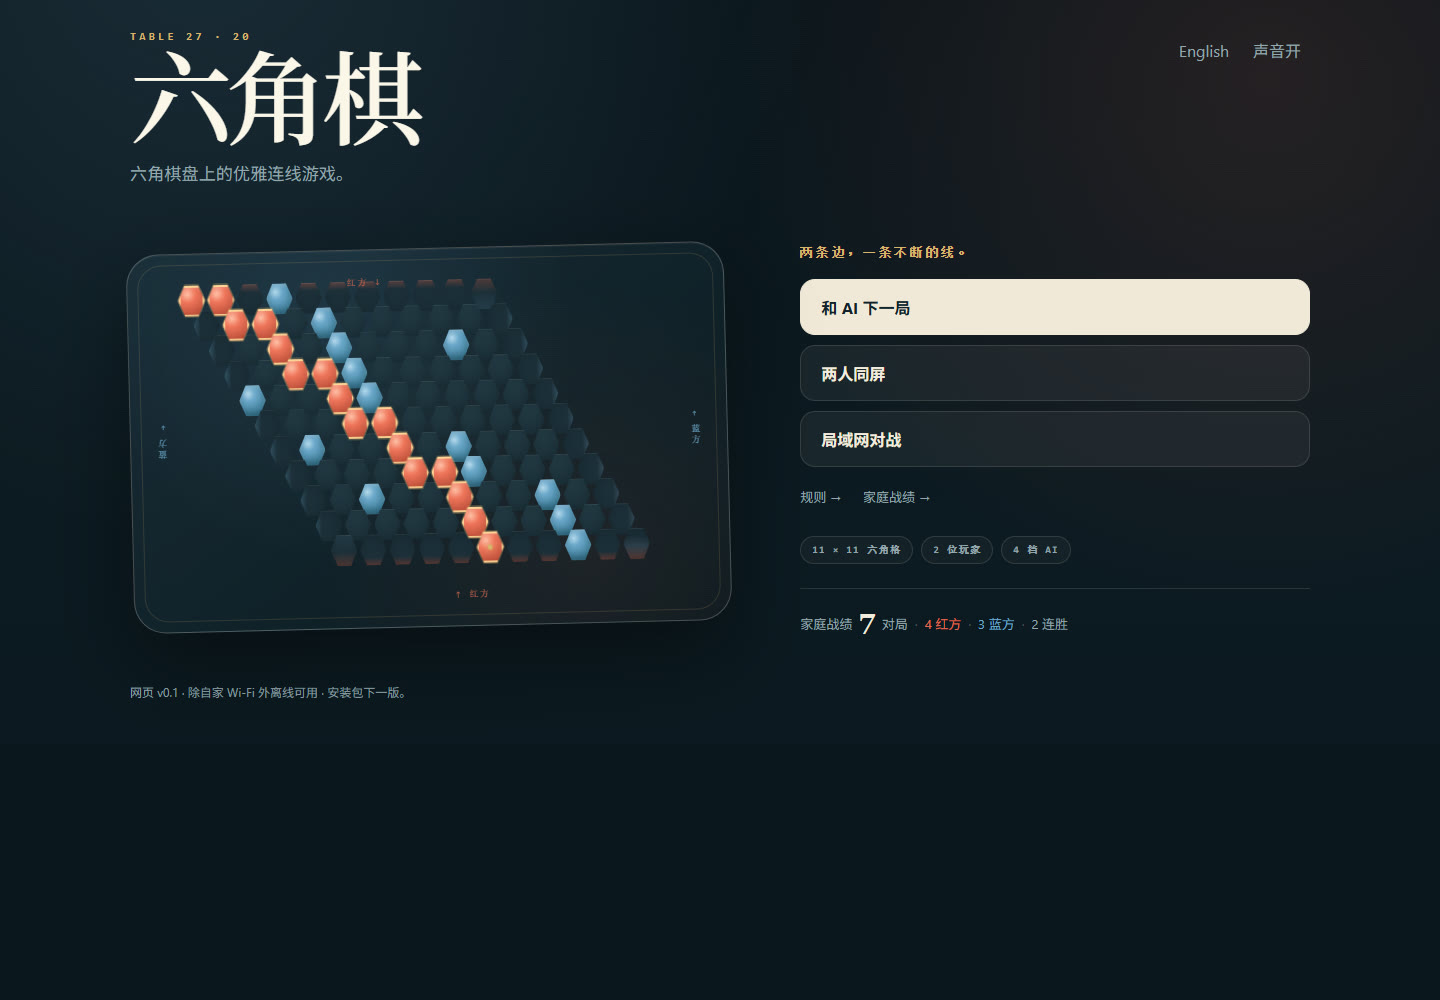 TABLE 27 · 20
六角棋
六角棋盘上的优雅连线游戏。
English 声音开
红方 ↓
↑ 蓝方
↑ 蓝方
↑ 红方
两条边，一条不断的线。
和 AI 下一局
两人同屏
局域网对战
规则 → 家庭战绩 →
11 × 11 六角格 2 位玩家 4 档 AI
家庭战绩 7 对局 · 4 红方 · 3 蓝方 · 2 连胜
网页 v0.1 · 除自家 Wi-Fi 外离线可用 · 安装包下一版。